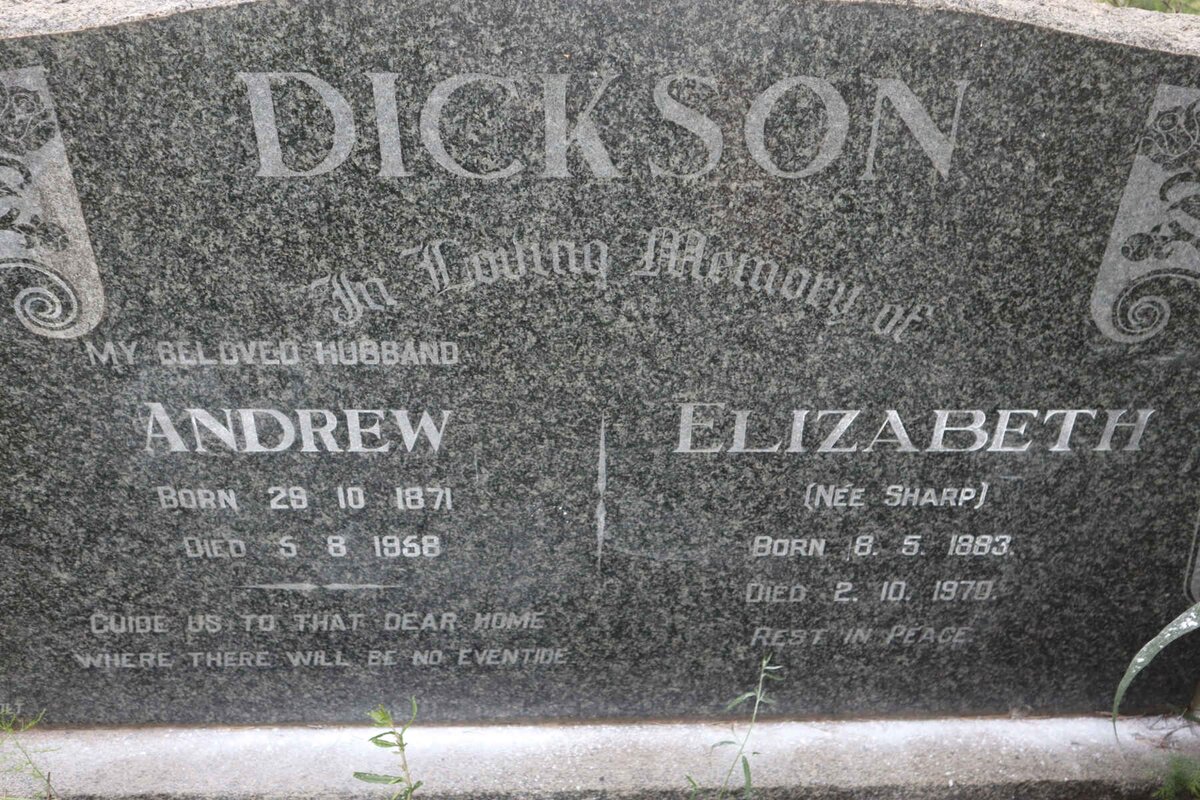 DICKSON
In Loving Memory of
MY BELOVED HUSBAND
ANDREW
BORN 29 10 1871
DIED 5 8 1958
GUIDE US TO THAT DEAR HOME
WHERE THERE WILL BE NO EVENTIDE
ELIZABETH
(NÉE SHARP)
BORN 8. 5. 1883.
DIED 2. 10. 1970.
REST IN PEACE.